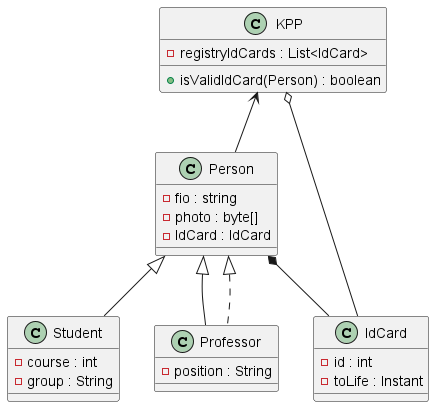 C KPP
registryIdCards : List<IdCard>
isValidIdCard(Person) : boolean
C Person
fio : string
photo : byte[]
IdCard : IdCard
C Student
course : int
group : String
C Professor
position : String
C IdCard
id : int
toLife : Instant